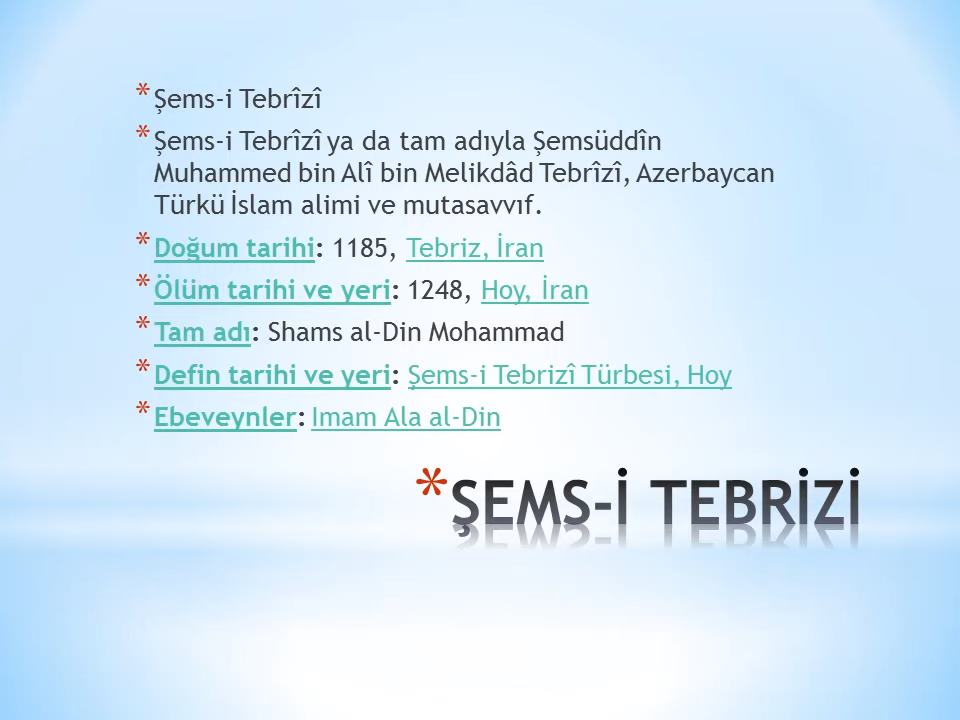 * Şems-i Tebrîzî
* Şems-i Tebrîzî ya da tam adıyla Şemsüddîn
Muhammed bin Alî bin Melikdâd Tebrîzî, Azerbaycan
Türkü İslam alimi ve mutasavvıf.
* Doğum tarihi: 1185, Tebriz, İran
* Ölüm tarihi ve yeri: 1248, Hoy, İran
* Tam adı: Shams al-Din Mohammad
* Defin tarihi ve yeri: Şems-i Tebrizî Türbesi, Hoy
* Ebeveynler: Imam Ala al-Din
* ŞEMS-İ TEBRİZİ